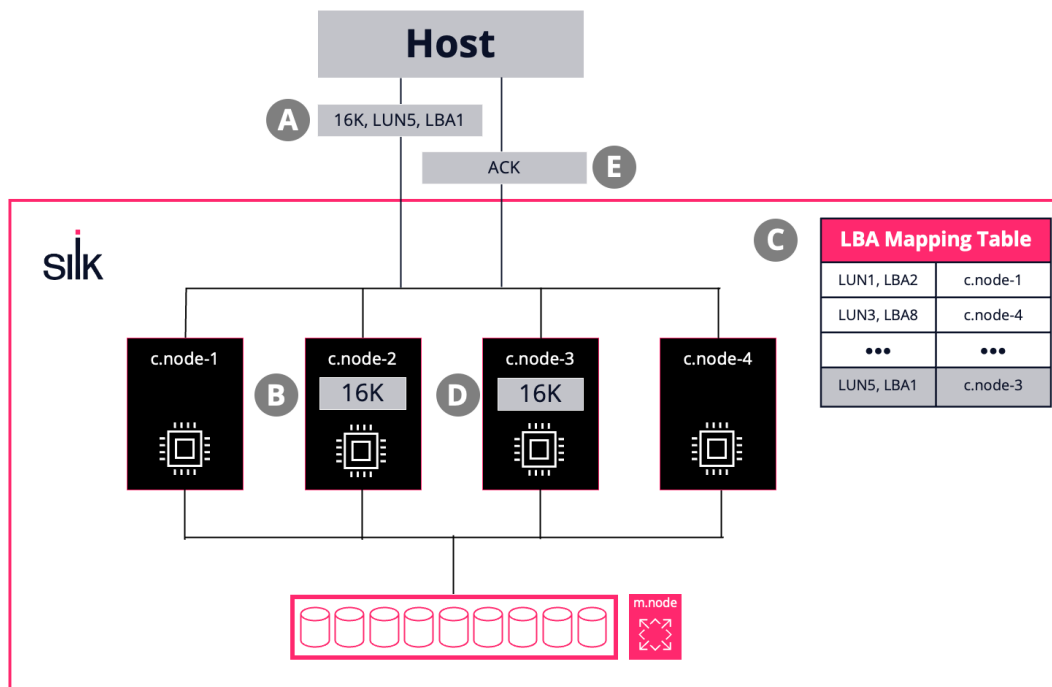 Host
A
16K, LUN5, LBA1
ACK
E
silk
C
LBA Mapping Table
LUN1, LBA2 c.node-1
LUN3, LBA8 c.node-4
••• •••
LUN5, LBA1 c.node-3
c.node-1
c.node-2
c.node-3
c.node-4
B
16K
D
16K
m.node